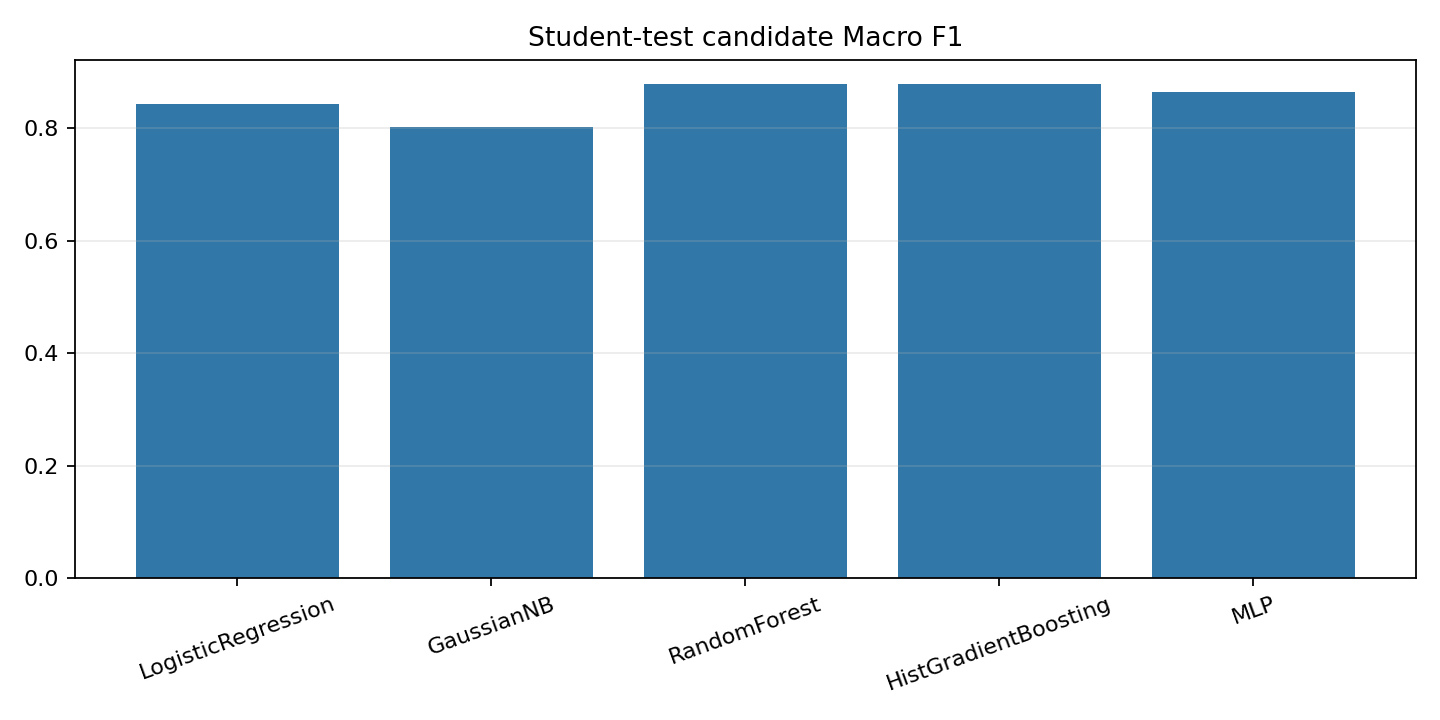 Student-test candidate Macro F1
0.8
0.6
0.4
0.2
0.0
LogisticRegression
GaussianNB
RandomForest
HistGradientBoosting
MLP